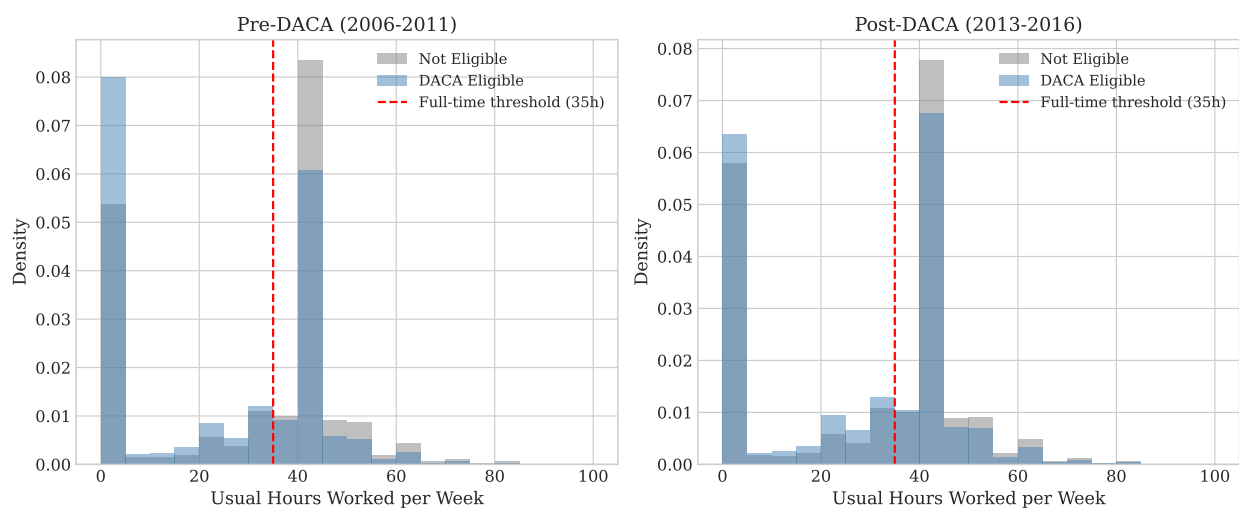 Pre-DACA (2006-2011)
Not Eligible
DACA Eligible
Full-time threshold (35h)
0.08
0.07
0.06
0.05
0.04
0.03
0.02
0.01
0.00
Density
0
20
40
60
80
100
Usual Hours Worked per Week
Post-DACA (2013-2016)
Not Eligible
DACA Eligible
Full-time threshold (35h)
0.08
0.07
0.06
0.05
0.04
0.03
0.02
0.01
0.00
Density
0
20
40
60
80
100
Usual Hours Worked per Week